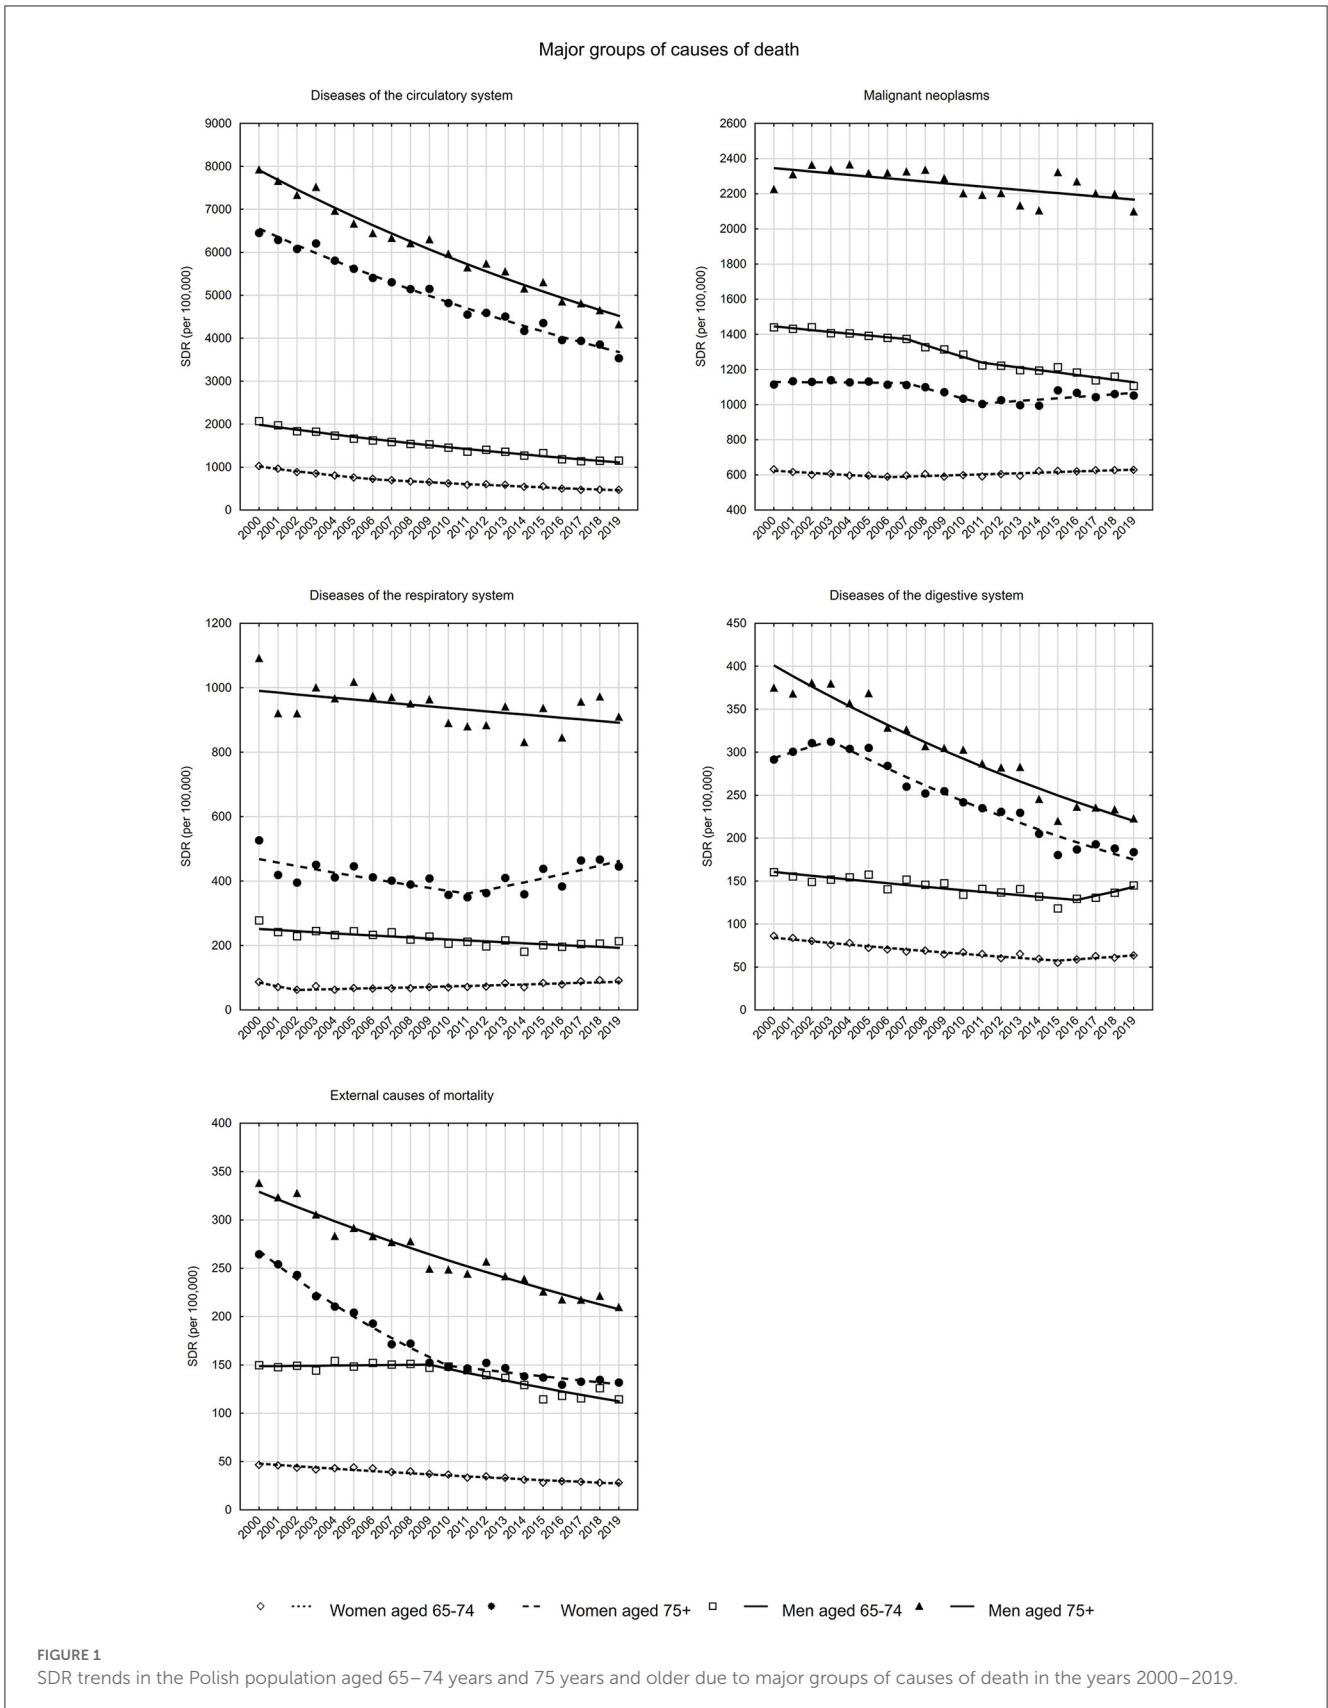 Major groups of causes of death
Diseases of the circulatory system
SDR (per 100,000)
9000
8000
7000
6000
5000
4000
3000
2000
1000
0
2000 2001 2002 2003 2004 2005 2006 2007 2008 2009 2010 2011 2012 2013 2014 2015 2016 2017 2018 2019
Malignant neoplasms
SDR (per 100,000)
2600
2400
2200
2000
1800
1600
1400
1200
1000
800
600
400
2000 2001 2002 2003 2004 2005 2006 2007 2008 2009 2010 2011 2012 2013 2014 2015 2016 2017 2018 2019
Diseases of the respiratory system
SDR (per 100,000)
1200
1000
800
600
400
200
0
2000 2001 2002 2003 2004 2005 2006 2007 2008 2009 2010 2011 2012 2013 2014 2015 2016 2017 2018 2019
Diseases of the digestive system
SDR (per 100,000)
450
400
350
300
250
200
150
100
50
0
2000 2001 2002 2003 2004 2005 2006 2007 2008 2009 2010 2011 2012 2013 2014 2015 2016 2017 2018 2019
External causes of mortality
SDR (per 100,000)
400
350
300
250
200
150
100
50
0
2000 2001 2002 2003 2004 2005 2006 2007 2008 2009 2010 2011 2012 2013 2014 2015 2016 2017 2018 2019
Women aged 65-74 Women aged 75+ Men aged 65-74 Men aged 75+
FIGURE 1
SDR trends in the Polish population aged 65–74 years and 75 years and older due to major groups of causes of death in the years 2000–2019.